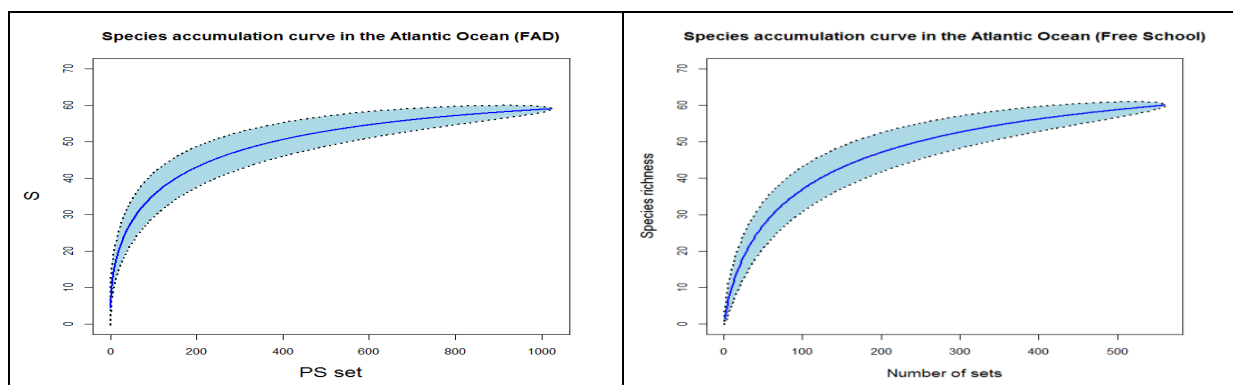 Species accumulation curve in the Atlantic Ocean (FAD)
S
70
60
50
40
30
20
10
0
0 200 400 600 800 1000
PS set
Species accumulation curve in the Atlantic Ocean (Free School)
Species richness
70
60
50
40
30
20
10
0
0 100 200 300 400 500
Number of sets